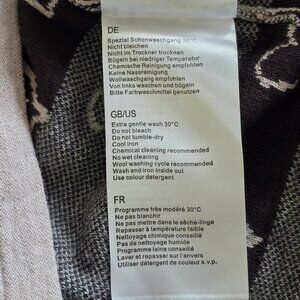 DE
Spezial Schonwaschgang 30°C
Nicht bleichen
Nicht im Trockner trocknen
Bügeln bei niedriger Temperatur
Chemische Reinigung empfohlen
Keine Nassreinigung
Wollwaschgang empfohlen
Von links waschen und bügeln
Bitte Farbwaschmittel benutzen
GB/US
Extra gentle wash 30°C
Do not bleach
Do not tumble-dry
Cool iron
Chemical cleaning recommended
No wet cleaning
Wool washing cycle recommended
Wash and iron inside out
Use colour detergent
FR
Programme très modéré 30°C
Ne pas blanchir
Ne pas mettre dans le sèche-linge
Repasser à température faible
Nettoyage chimique conseillé
Pas de nettoyage humide
Programme laine conseillé
Laver et repasser sur l'envers
Utiliser détergent couleur s.v.p.